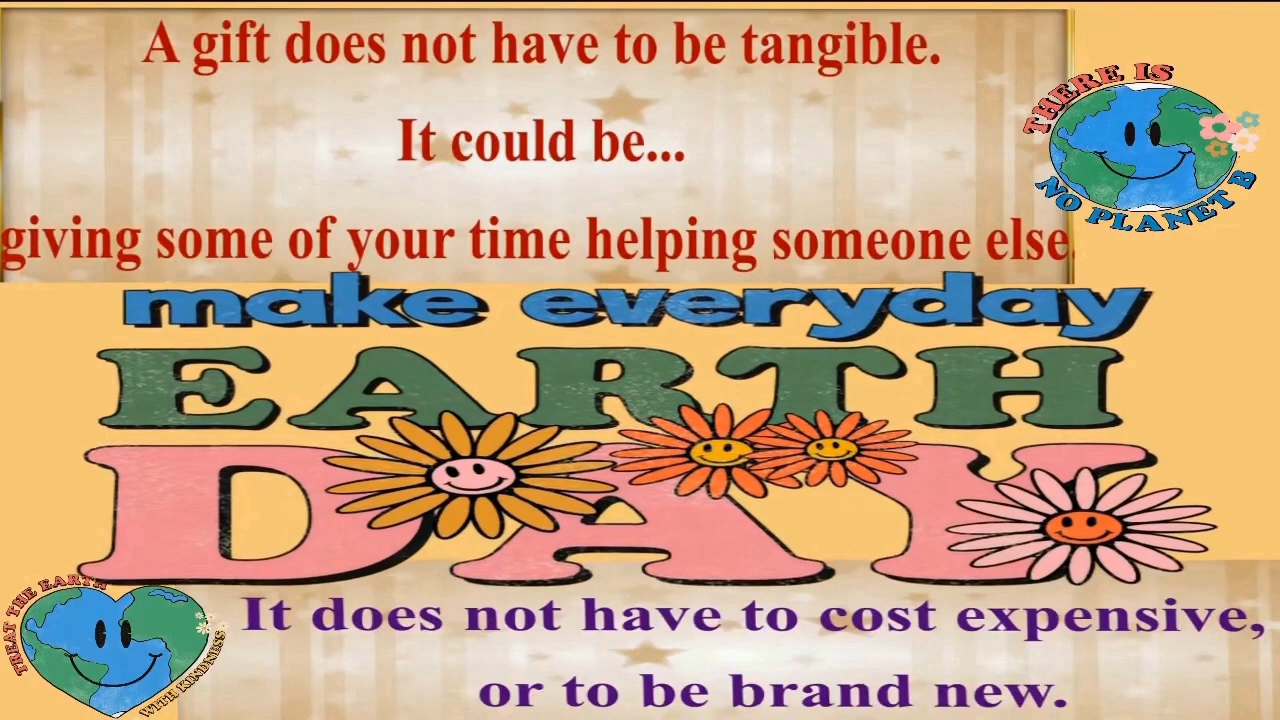 A gift does not have to be tangible.
It could be...
giving some of your time helping someone else.
THERE IS
NO PLANET B
make everyday
EARTH
DAY
TREAT THE EARTH
WITH KINDNESS
It does not have to cost expensive,
or to be brand new.